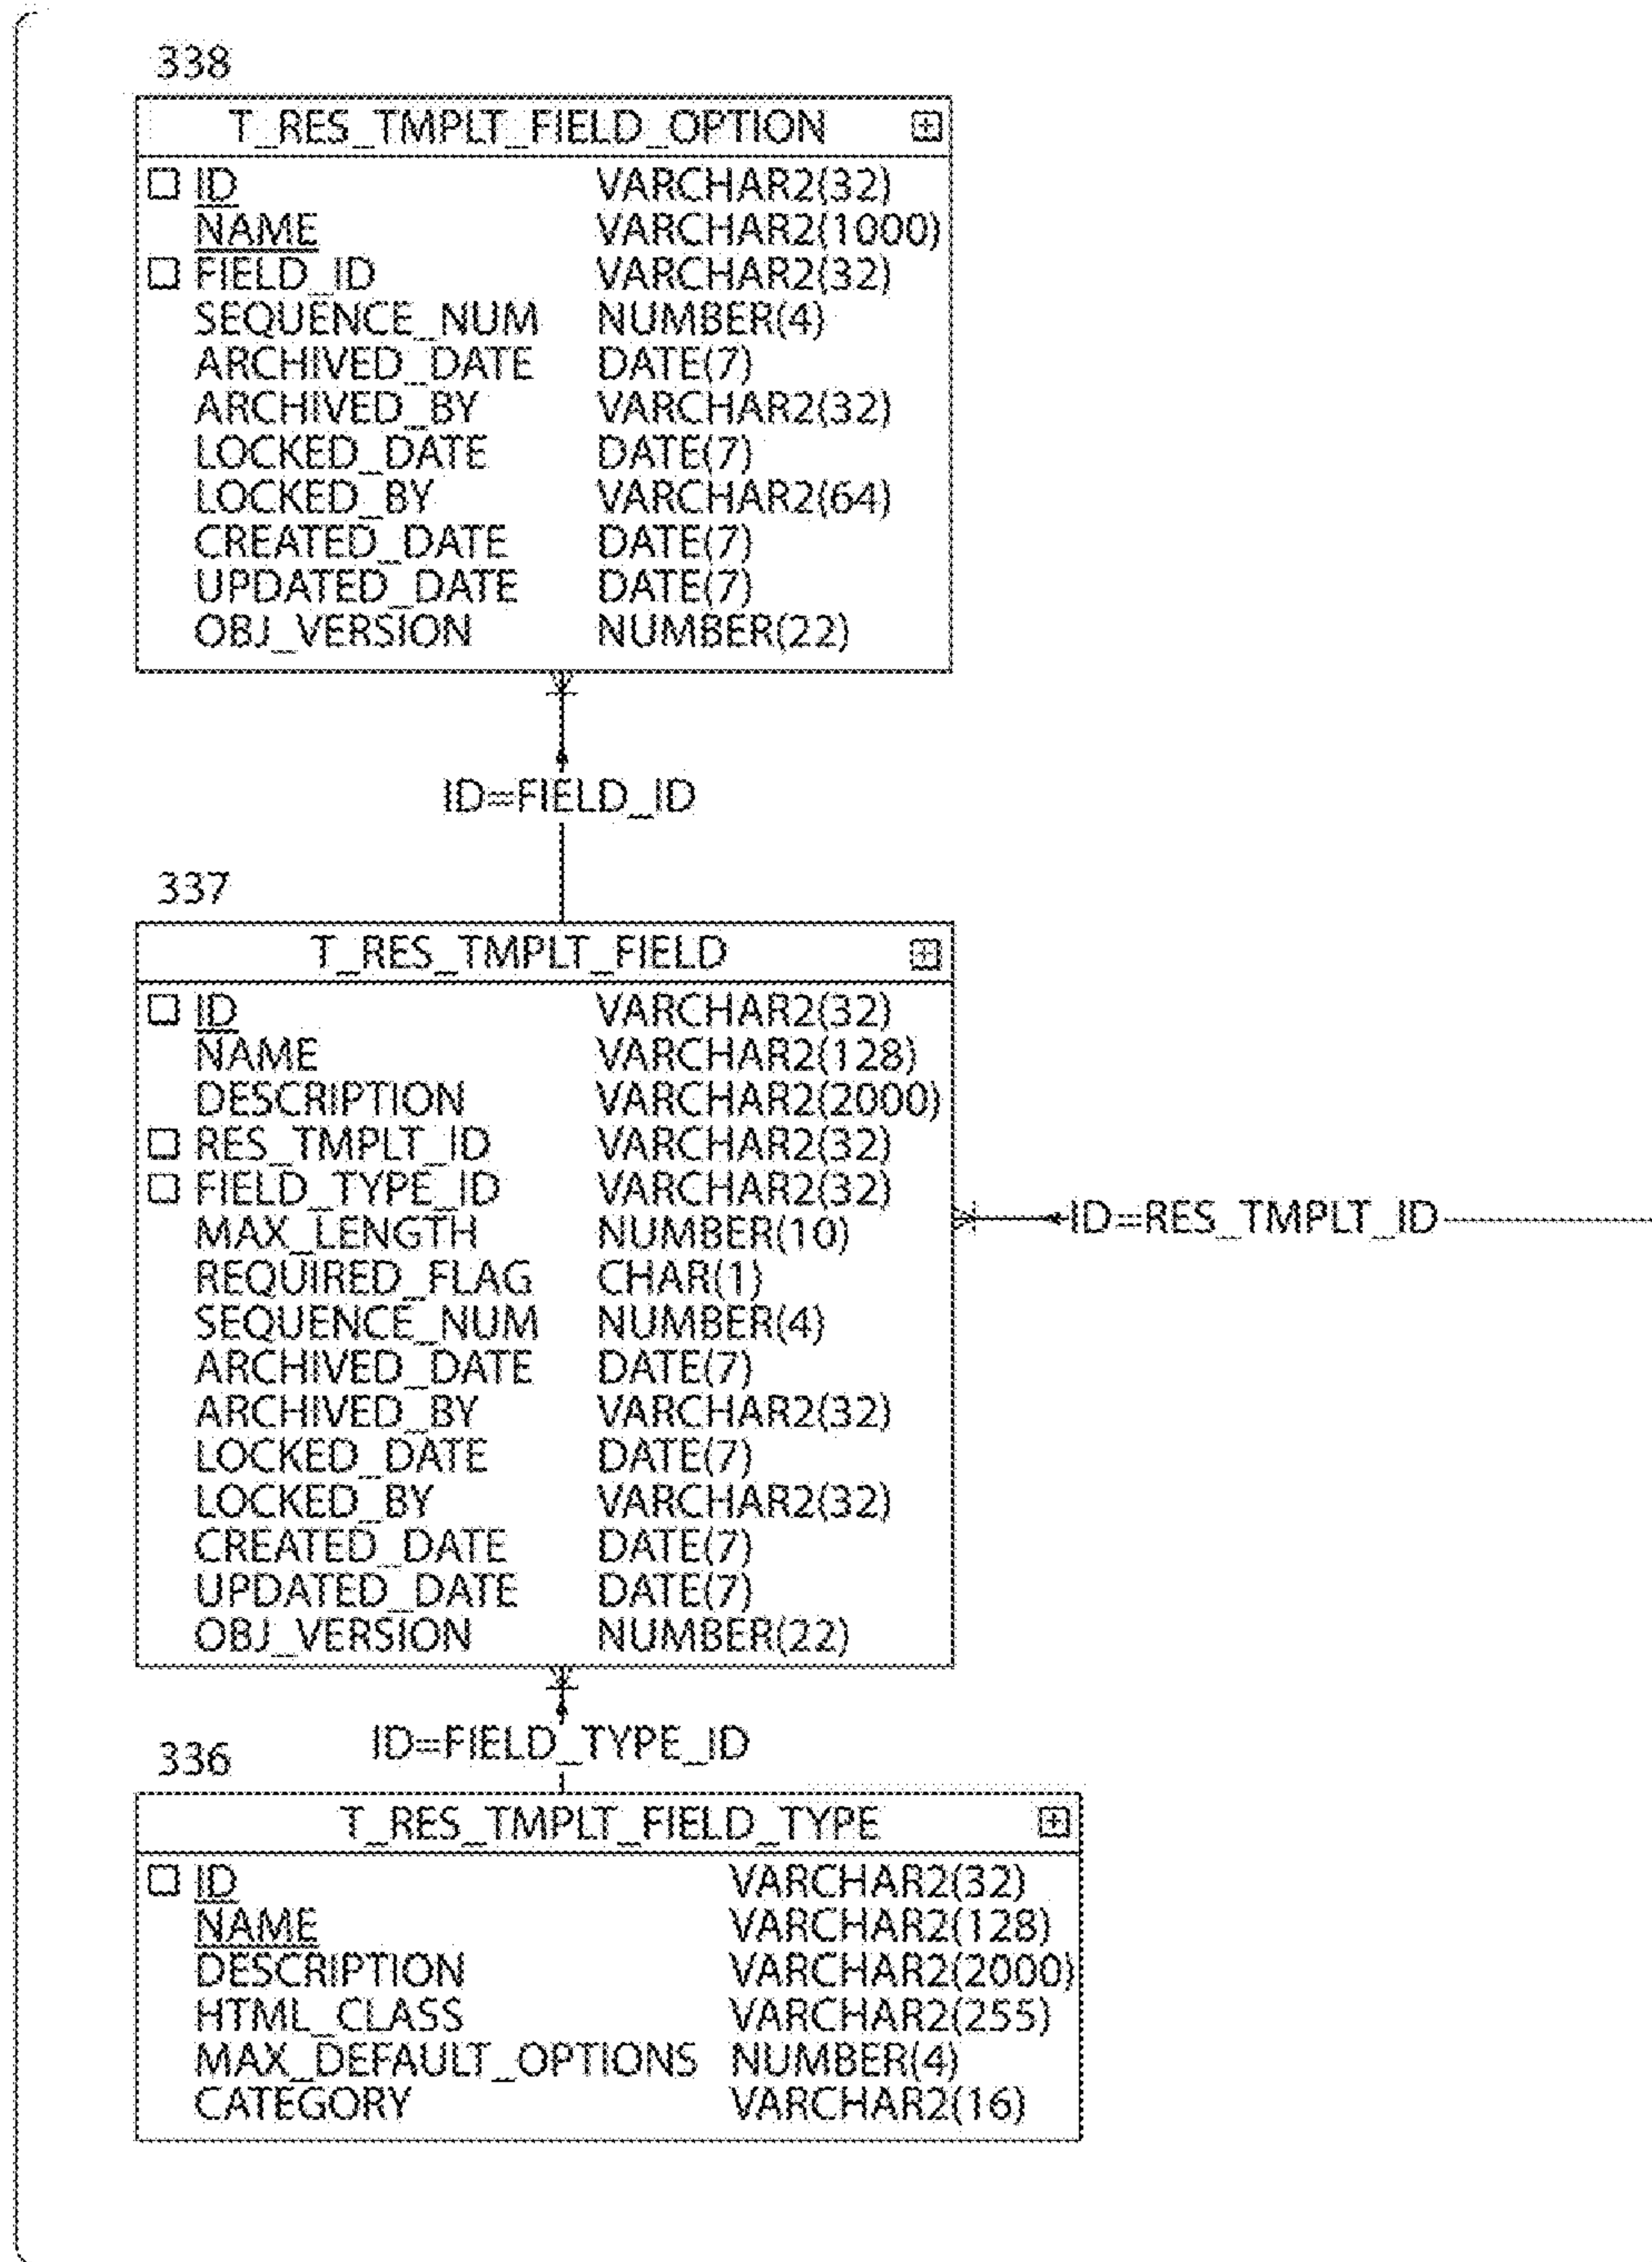 338
T_RES_TMPLT_FIELD_OPTION
ID VARCHAR2(32)
NAME VARCHAR2(1000)
FIELD_ID VARCHAR2(32)
SEQUENCE_NUM NUMBER(4)
ARCHIVED_DATE DATE(7)
ARCHIVED_BY VARCHAR2(32)
LOCKED_DATE DATE(7)
LOCKED_BY VARCHAR2(64)
CREATED_DATE DATE(7)
UPDATED_DATE DATE(7)
OBJ_VERSION NUMBER(22)
ID=FIELD_ID
337
T_RES_TMPLT_FIELD
ID VARCHAR2(32)
NAME VARCHAR2(128)
DESCRIPTION VARCHAR2(2000)
RES_TMPLT_ID VARCHAR2(32)
FIELD_TYPE_ID VARCHAR2(32)
MAX_LENGTH NUMBER(10)
REQUIRED_FLAG CHAR(1)
SEQUENCE_NUM NUMBER(4)
ARCHIVED_DATE DATE(7)
ARCHIVED_BY VARCHAR2(32)
LOCKED_DATE DATE(7)
LOCKED_BY VARCHAR2(32)
CREATED_DATE DATE(7)
UPDATED_DATE DATE(7)
OBJ_VERSION NUMBER(22)
ID=RES_TMPLT_ID
ID=FIELD_TYPE_ID
336
T_RES_TMPLT_FIELD_TYPE
ID VARCHAR2(32)
NAME VARCHAR2(128)
DESCRIPTION VARCHAR2(2000)
HTML_CLASS VARCHAR2(255)
MAX_DEFAULT_OPTIONS NUMBER(4)
CATEGORY VARCHAR2(16)